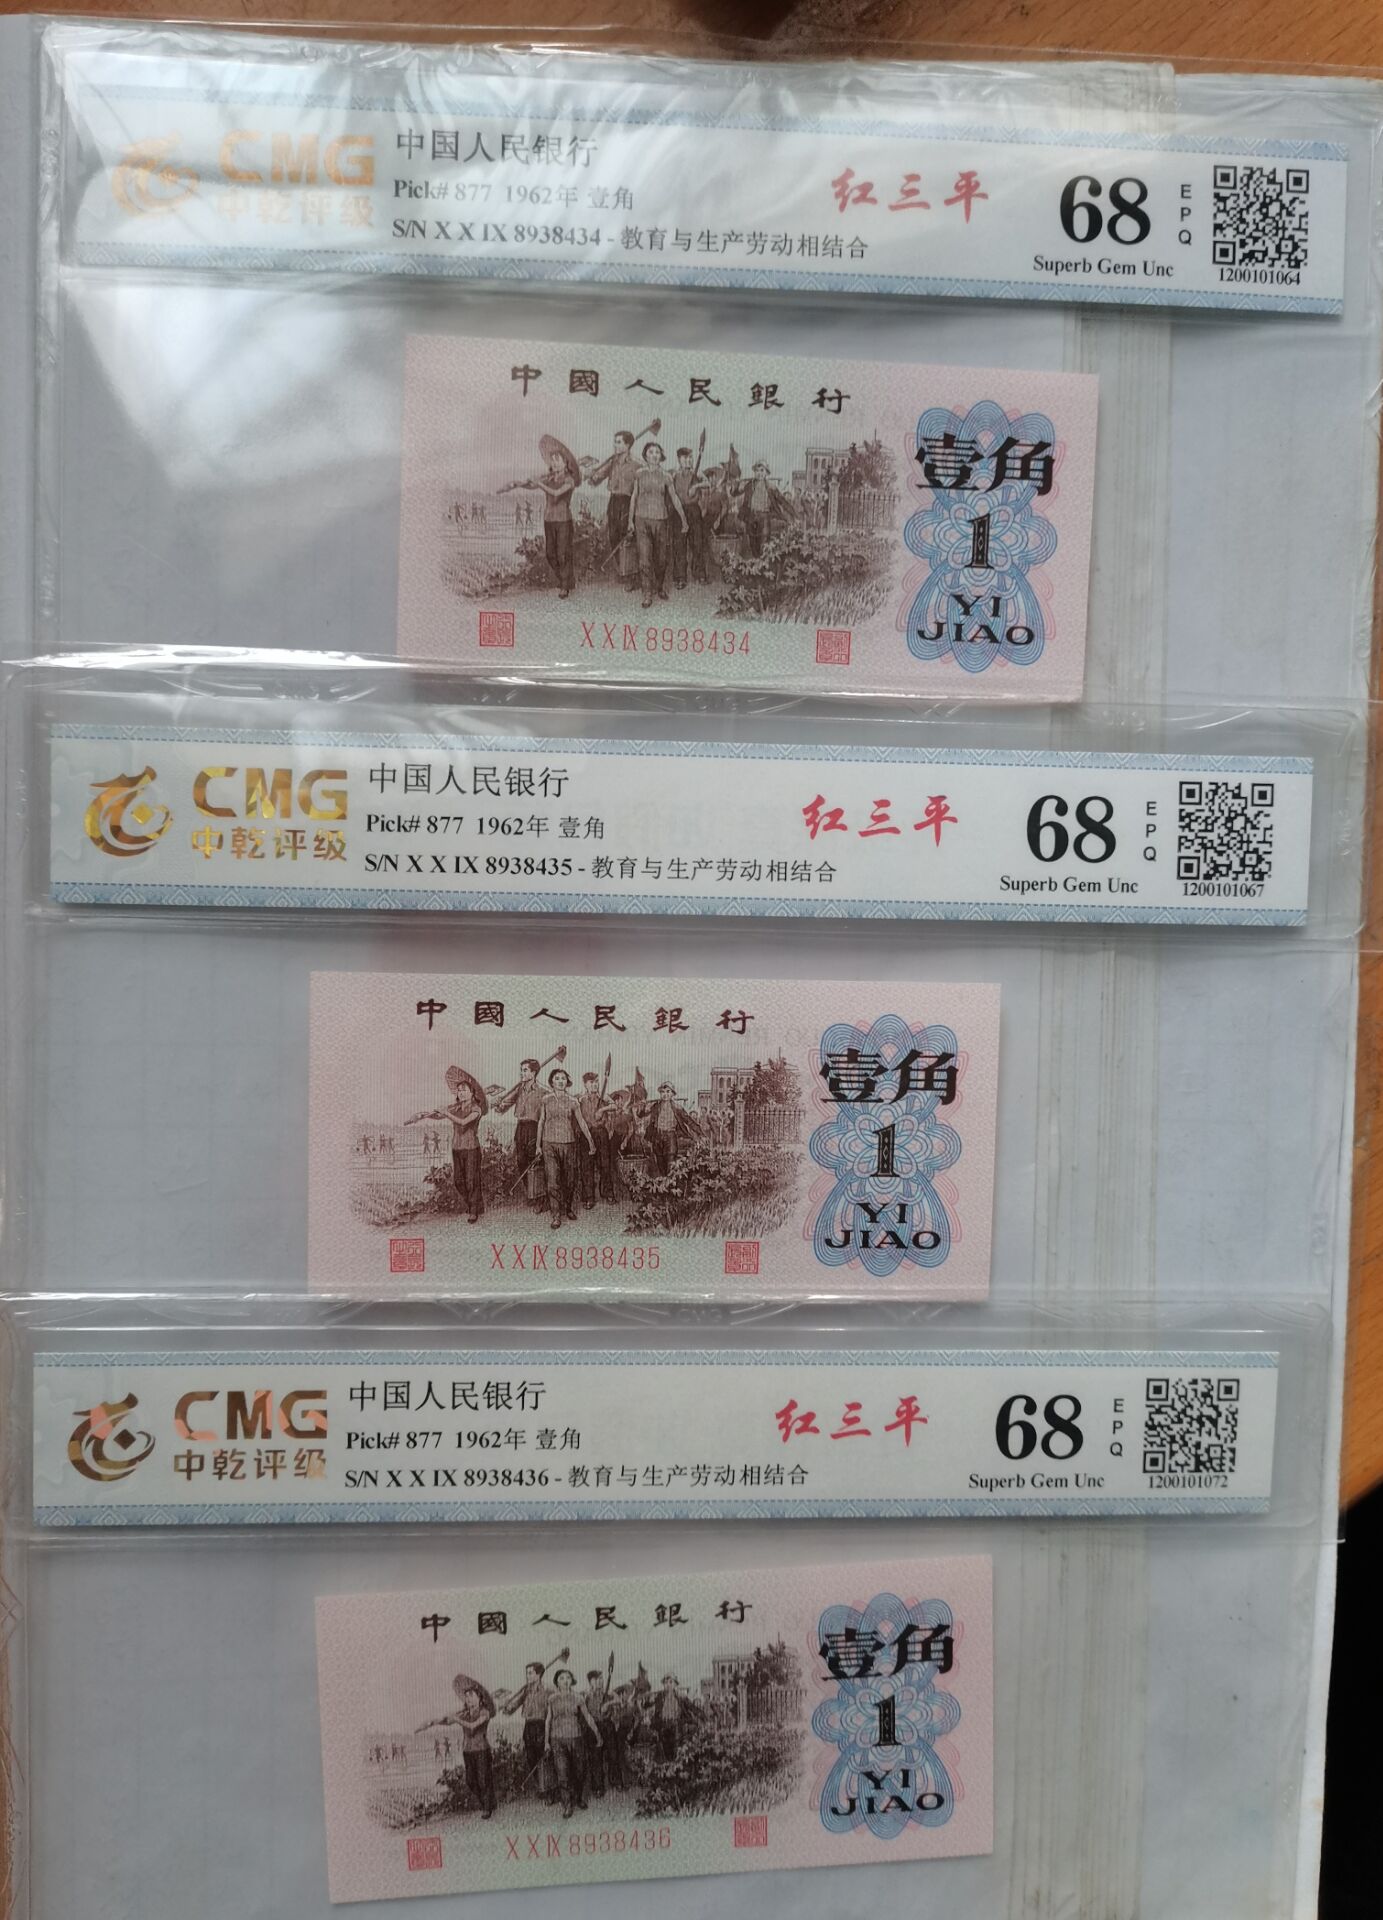 CMG
中乾评级
中国人民银行
Pick# 877 1962年 壹角
S/N X X IX 8938434 - 教育与生产劳动相结合
红三平
68
EPQ
Superb Gem Unc
1200101064
中國人民銀行
壹角
1
YI
JIAO
XXIX8938434
CMG
中乾评级
中国人民银行
Pick# 877 1962年 壹角
S/N X X IX 8938435 - 教育与生产劳动相结合
红三平
68
EPQ
Superb Gem Unc
1200101067
中國人民銀行
壹角
1
YI
JIAO
XXIX8938435
CMG
中乾评级
中国人民银行
Pick# 877 1962年 壹角
S/N X X IX 8938436 - 教育与生产劳动相结合
红三平
68
EPQ
Superb Gem Unc
1200101072
中國人民銀行
壹角
1
YI
JIAO
XXIX8938436